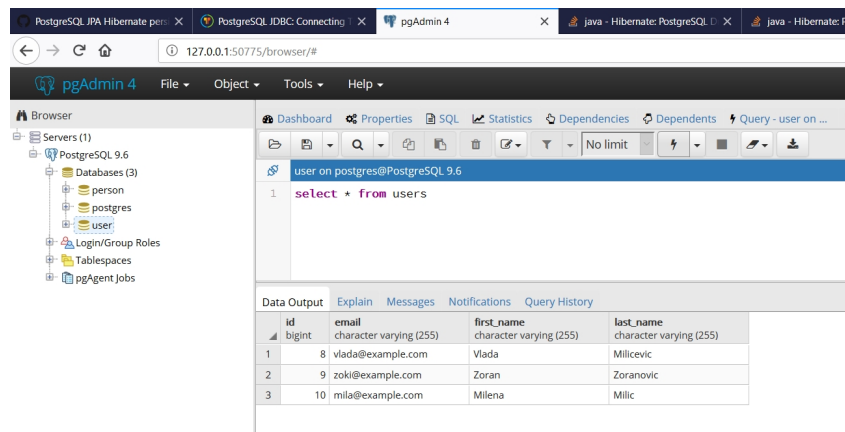 PostgreSQL JPA Hibernate pers
PostgreSQL JDBC: Connecting T
pgAdmin 4
java - Hibernate: PostgreSQL D
java - Hibernate: P
127.0.0.1:50775/browser/#
pgAdmin 4 File Object Tools Help
Browser
Dashboard Properties SQL Statistics Dependencies Dependents Query - user on ...
Servers (1)
PostgreSQL 9.6
Databases (3)
person
postgres
user
Login/Group Roles
Tablespaces
pgAgent Jobs
No limit
user on postgres@PostgreSQL 9.6
1 select * from users
Data Output Explain Messages Notifications Query History
id email first_name last_name
bigint character varying (255) character varying (255) character varying (255)
1 8 vlada@example.com Vlada Milicevic
2 9 zoki@example.com Zoran Zoranovic
3 10 mila@example.com Milena Milic